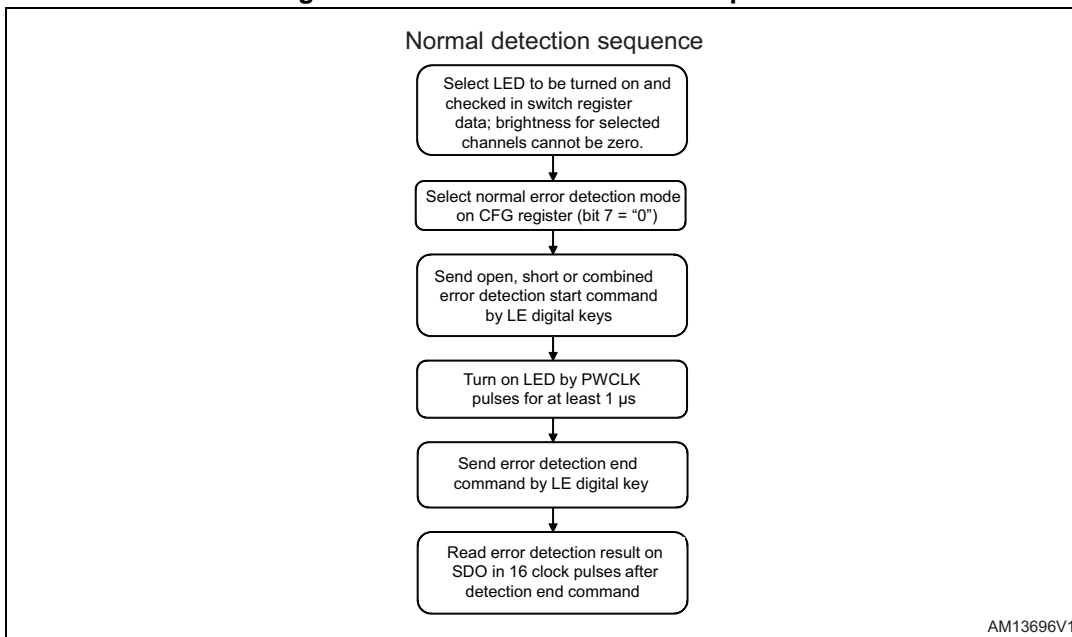 Normal detection sequence
Select LED to be turned on and
checked in switch register
data; brightness for selected
channels cannot be zero.
Select normal error detection mode
on CFG register (bit 7 = “0”)
Send open, short or combined
error detection start command
by LE digital keys
Turn on LED by PWCLK
pulses for at least 1 µs
Send error detection end
command by LE digital key
Read error detection result on
SDO in 16 clock pulses after
detection end command
AM13696V1